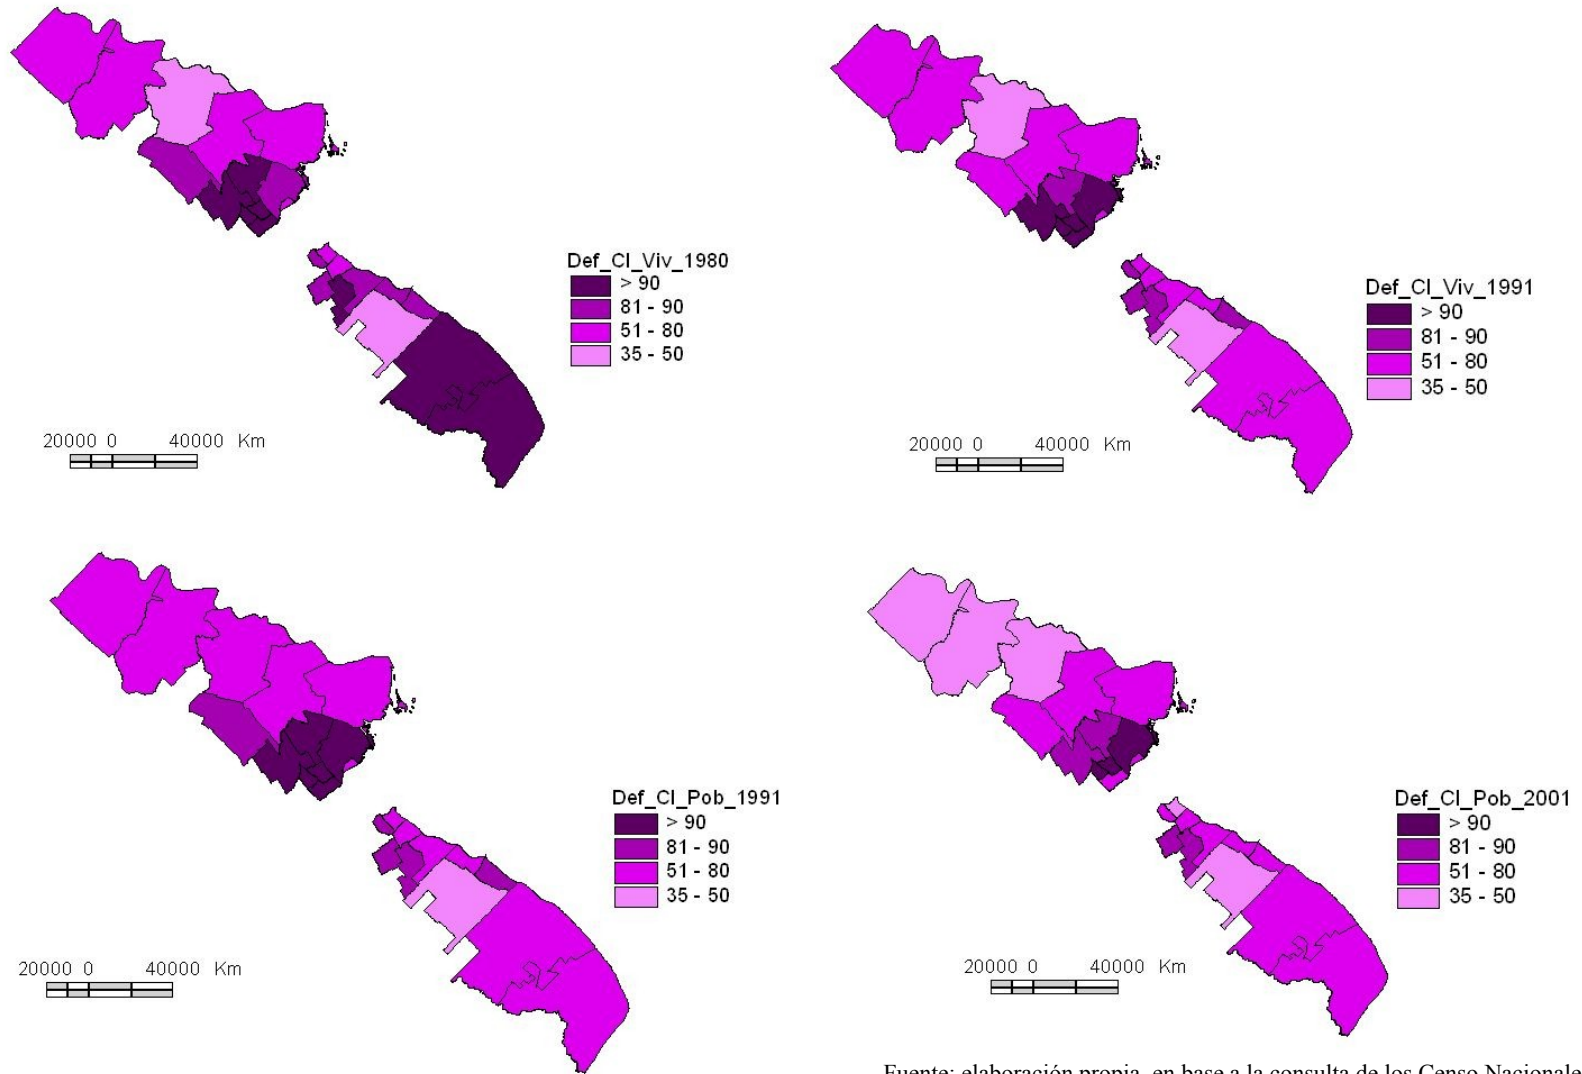 Def_Cl_Viv_1980
> 90
81 - 90
51 - 80
35 - 50
20000 0 40000 Km
Def_Cl_Viv_1991
> 90
81 - 90
51 - 80
35 - 50
20000 0 40000 Km
Def_Cl_Pob_1991
> 90
81 - 90
51 - 80
35 - 50
20000 0 40000 Km
Def_Cl_Pob_2001
> 90
81 - 90
51 - 80
35 - 50
20000 0 40000 Km
Fuente: elaboración propia, en base a la consulta de los Censo Nacionale